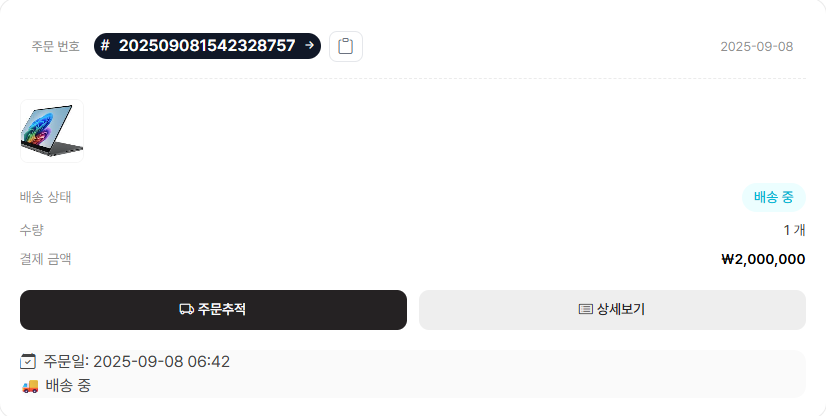 주문 번호 # 202509081542328757 → 2025-09-08
배송 상태 배송 중
수량 1 개
결제 금액 ₩2,000,000
주문추적 상세보기
주문일: 2025-09-08 06:42
배송 중